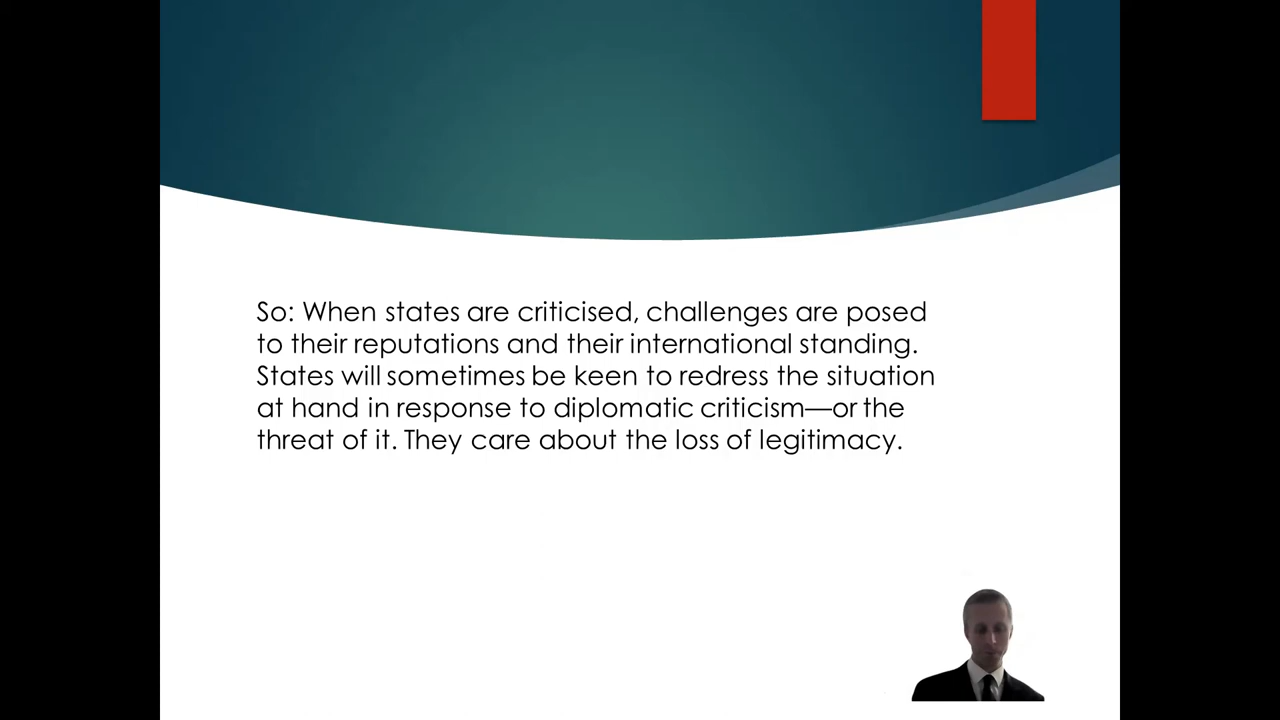 So: When states are criticised, challenges are posed
to their reputations and their international standing.
States will sometimes be keen to redress the situation
at hand in response to diplomatic criticism—or the
threat of it. They care about the loss of legitimacy.